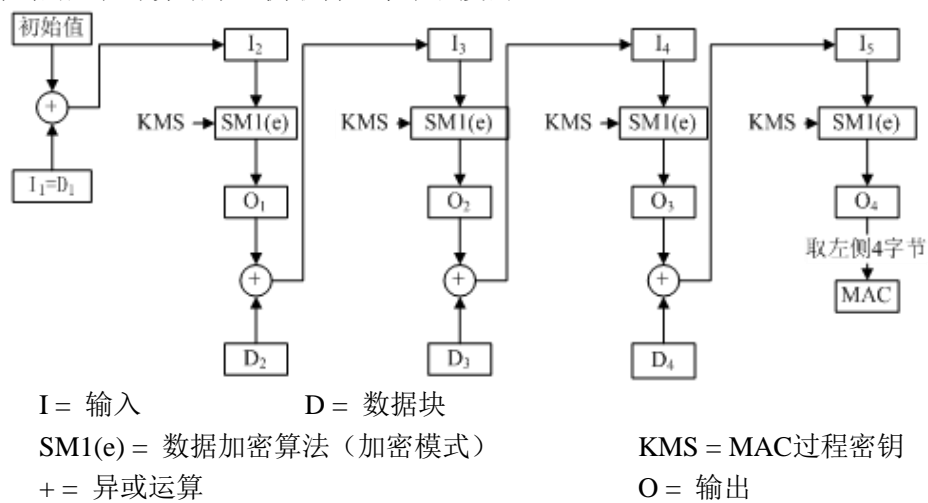 初始值
I₂
I₃
I₄
I₅
+
KMS
SM1(e)
KMS
SM1(e)
KMS
SM1(e)
KMS
SM1(e)
I₁=D₁
O₁
O₂
O₃
O₄
取左侧4字节
+
+
+
MAC
D₂
D₃
D₄
I = 输入
D = 数据块
SM1(e) = 数据加密算法（加密模式）
KMS = MAC过程密钥
+ = 异或运算
O = 输出